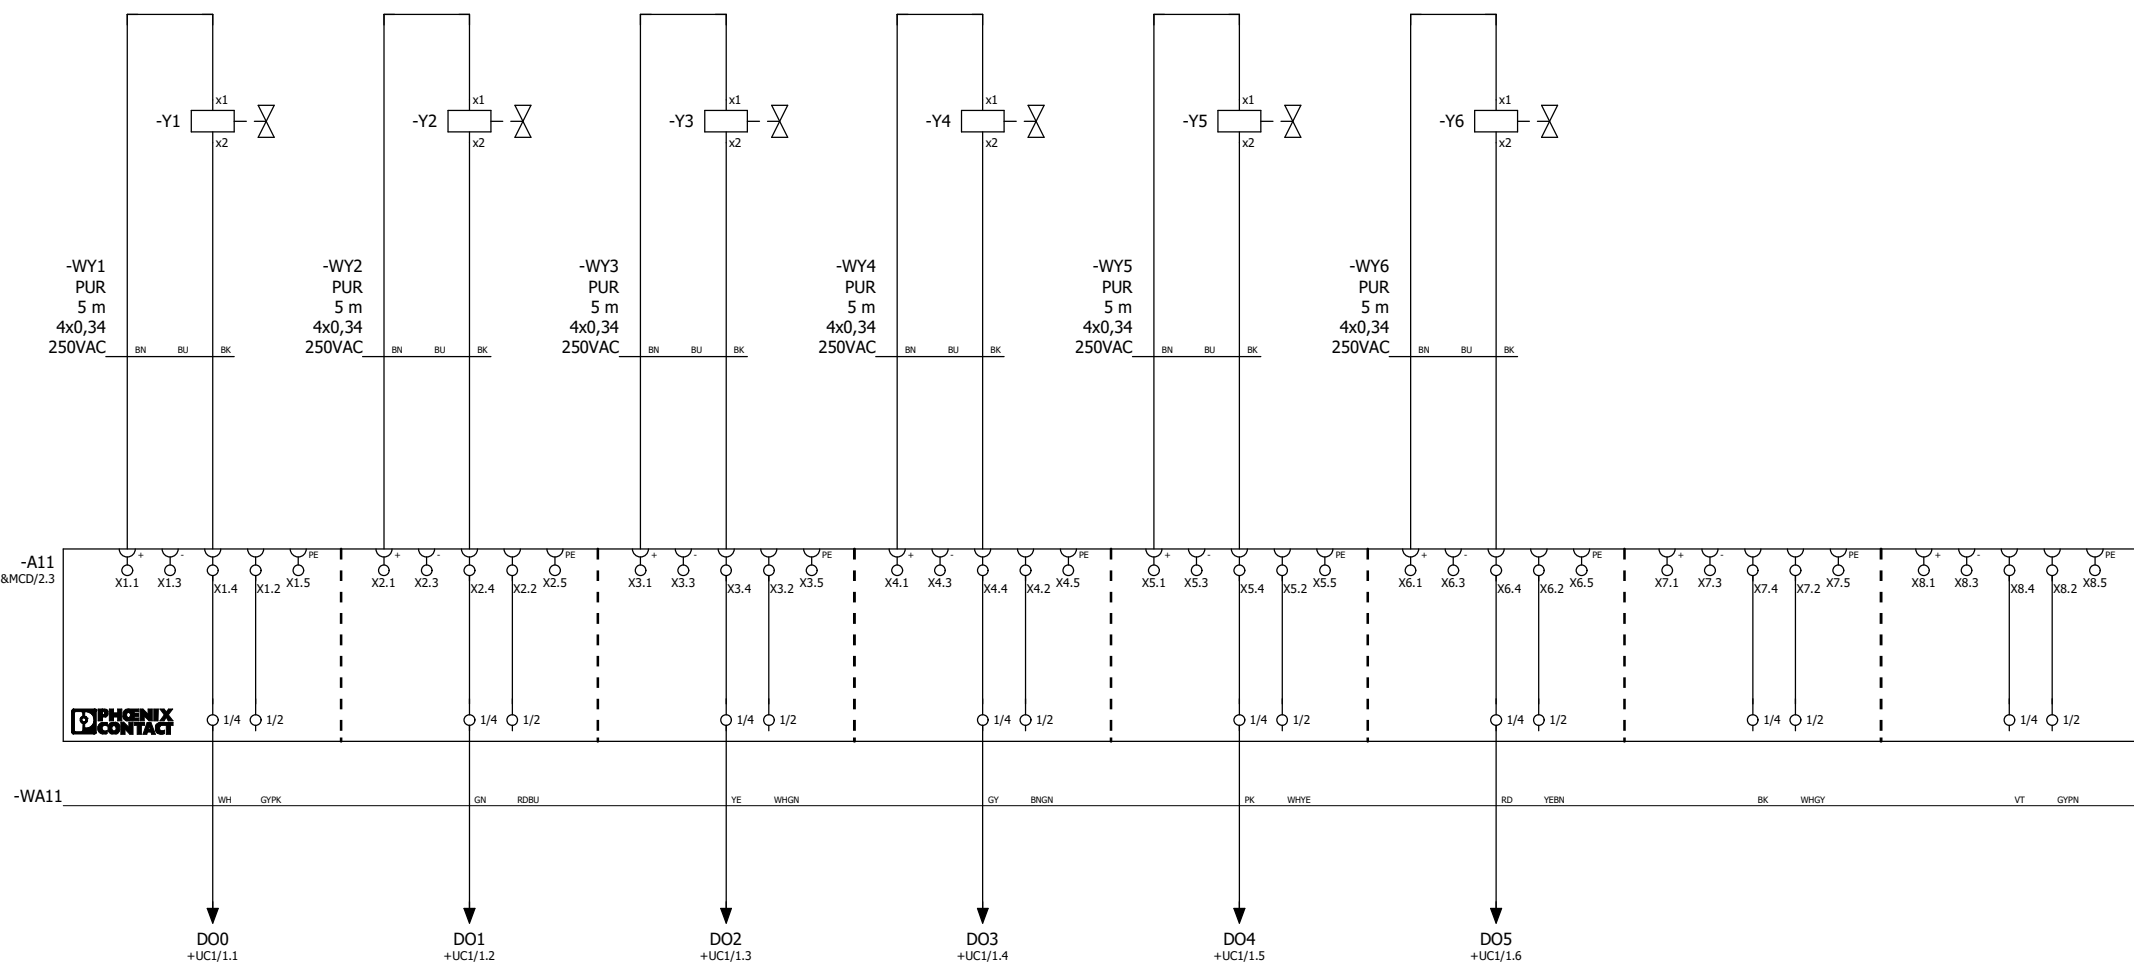 x1 x1 x1 x1 x1 x1
-Y1 -Y2 -Y3 -Y4 -Y5 -Y6
x2 x2 x2 x2 x2 x2
-WY1 -WY2 -WY3 -WY4 -WY5 -WY6
PUR PUR PUR PUR PUR PUR
5 m 5 m 5 m 5 m 5 m 5 m
4x0,34 4x0,34 4x0,34 4x0,34 4x0,34 4x0,34
250VAC BN BU BK 250VAC BN BU BK 250VAC BN BU BK 250VAC BN BU BK 250VAC BN BU BK 250VAC BN BU BK
+ - PE + - PE + - PE + - PE + - PE + - PE + - PE + - PE
-A11
&MCD/2.3
X1.1 X1.3 X1.4 X1.2 X1.5 X2.1 X2.3 X2.4 X2.2 X2.5 X3.1 X3.3 X3.4 X3.2 X3.5 X4.1 X4.3 X4.4 X4.2 X4.5 X5.1 X5.3 X5.4 X5.2 X5.5 X6.1 X6.3 X6.4 X6.2 X6.5 X7.1 X7.3 X7.4 X7.2 X7.5 X8.1 X8.3 X8.4 X8.2 X8.5
PHŒNIX
CONTACT
1/4 1/2 1/4 1/2 1/4 1/2 1/4 1/2 1/4 1/2 1/4 1/2 1/4 1/2 1/4 1/2
-WA11 WH GYPK GN RDBU YE WHGN GY BNGN PK WHYE RD YEBN BK WHGY VT GYPN
DO0 DO1 DO2 DO3 DO4 DO5
+UC1/1.1 +UC1/1.2 +UC1/1.3 +UC1/1.4 +UC1/1.5 +UC1/1.6